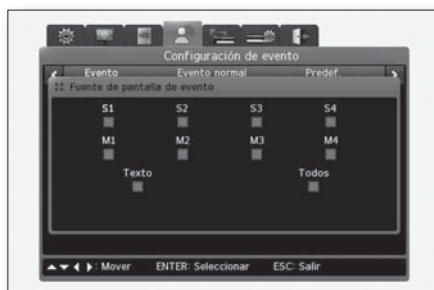 Configuración de evento
Evento Evento normal Predef.
Fuente de pantalla de evento
S1 S2 S3 S4
M1 M2 M3 M4
Texto Todos
: Mover ENTER: Seleccionar ESC: Salir